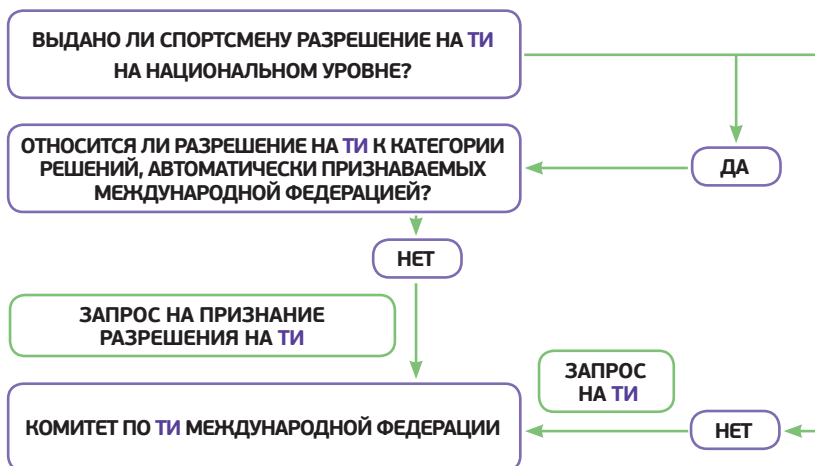 ВЫДАНО ЛИ СПОРТСМЕНУ РАЗРЕШЕНИЕ НА ТИ
НА НАЦИОНАЛЬНОМ УРОВНЕ?
ОТНОСИТСЯ ЛИ РАЗРЕШЕНИЕ НА ТИ К КАТЕГОРИИ
РЕШЕНИЙ, АВТОМАТИЧЕСКИ ПРИЗНАВАЕМЫХ
МЕЖДУНАРОДНОЙ ФЕДЕРАЦИЕЙ?
ДА
НЕТ
ЗАПРОС НА ПРИЗНАНИЕ
РАЗРЕШЕНИЯ НА ТИ
ЗАПРОС
НА ТИ
КОМИТЕТ ПО ТИ МЕЖДУНАРОДНОЙ ФЕДЕРАЦИИ
НЕТ